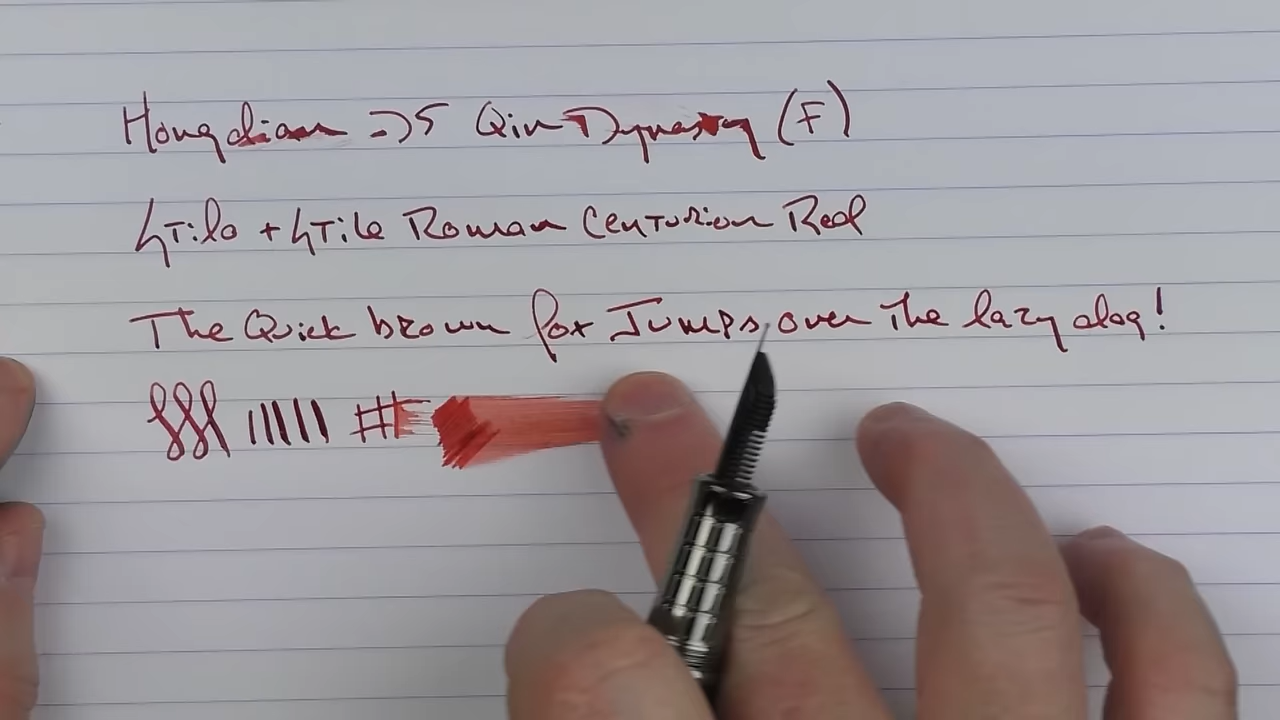 Hongdian D5 Qin Dynasty (F)
Stilo + Stile Roman Centurion Red
The Quick brown fox Jumps over The lazy dog!